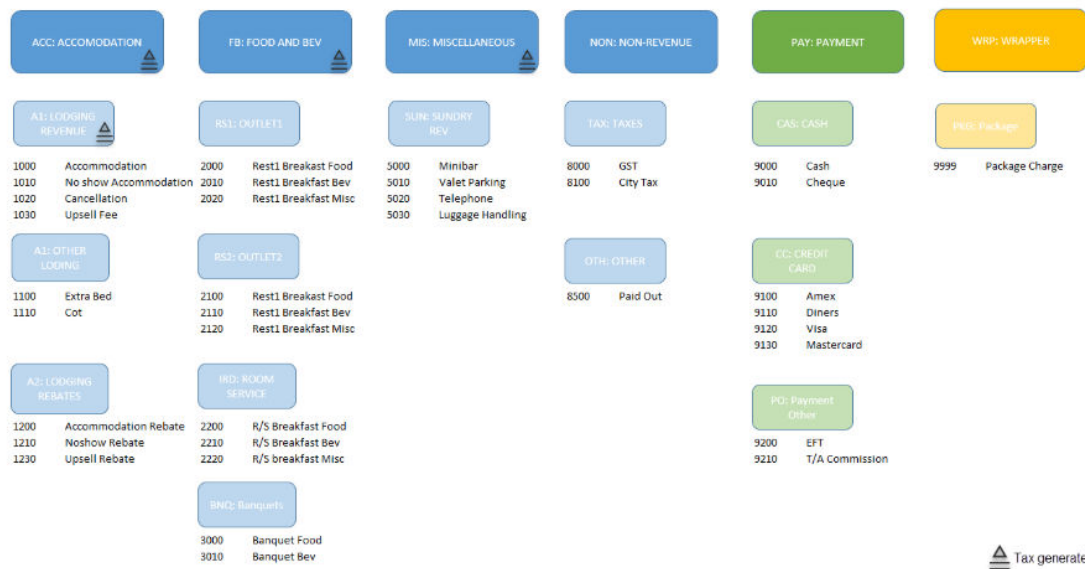 ACC: ACCOMODATION
FB: FOOD AND BEV
MIS: MISCELLANEOUS
NON: NON-REVENUE
PAY: PAYMENT
WRP: WRAPPER
A1: LODGING
REVENUE
1000 Accommodation
1010 No show Accommodation
1020 Cancellation
1030 Upsell Fee
A1: OTHER
LODING
1100 Extra Bed
1110 Cot
A2: LODGING
REBATES
1200 Accommodation Rebate
1210 Noshow Rebate
1230 Upsell Rebate
RS1: OUTLET1
2000 Rest1 Breakast Food
2010 Rest1 Breakfast Bev
2020 Rest1 Breakfast Misc
RS2: OUTLET2
2100 Rest1 Breakast Food
2110 Rest1 Breakfast Bev
2120 Rest1 Breakfast Misc
IRD: ROOM
SERVICE
2200 R/S Breakfast Food
2210 R/S Breakfast Bev
2220 R/S breakfast Misc
BNQ: Banquets
3000 Banquet Food
3010 Banquet Bev
SUN: SUNDRY
REV
5000 Minibar
5010 Valet Parking
5020 Telephone
5030 Luggage Handling
TAX: TAXES
8000 GST
8100 City Tax
OTH: OTHER
8500 Paid Out
CAS: CASH
9000 Cash
9010 Cheque
CC: CREDIT
CARD
9100 Amex
9110 Diners
9120 Visa
9130 Mastercard
PO: Payment
Other
9200 EFT
9210 T/A Commission
PKG: Package
9999 Package Charge
Tax generate